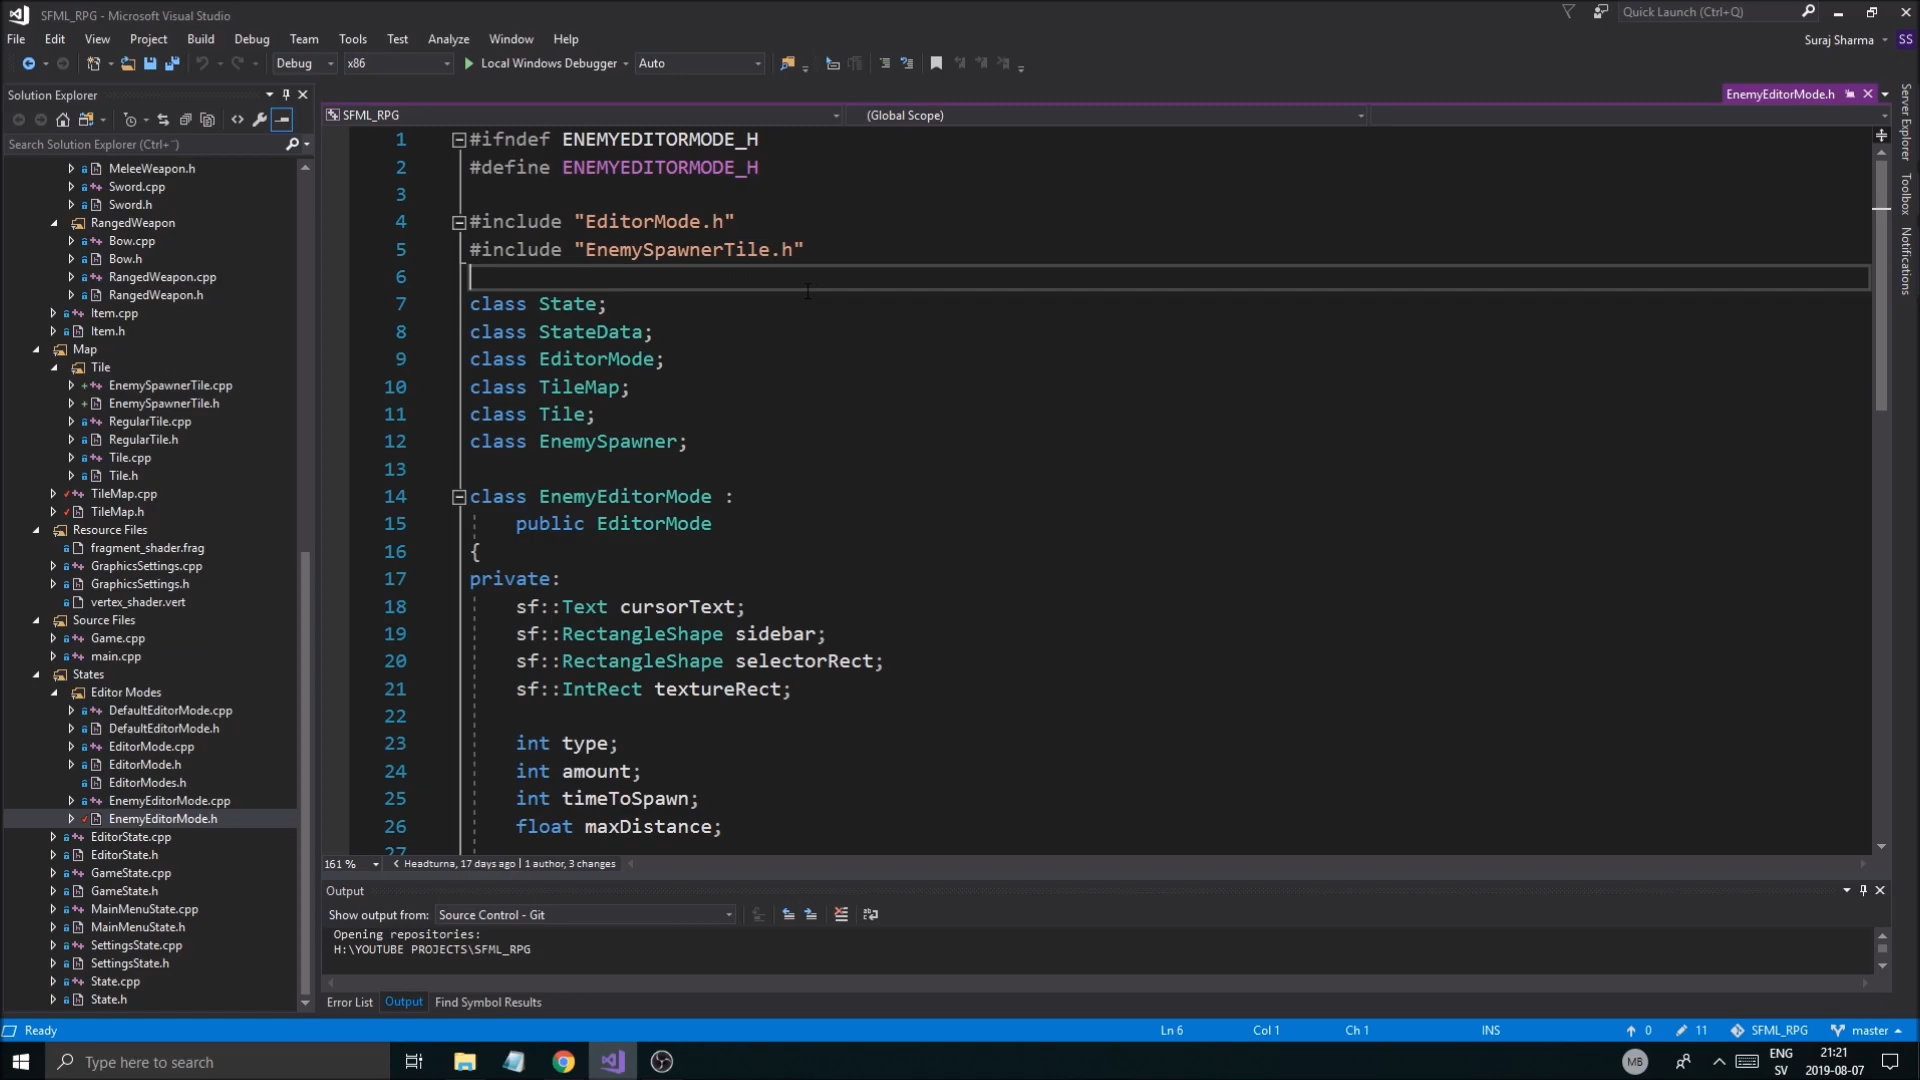 SFML_RPG - Microsoft Visual Studio
Quick Launch (Ctrl+Q)
File Edit View Project Build Debug Team Tools Test Analyze Window Help
Suraj Sharma SS
Debug x86 Local Windows Debugger Auto
Solution Explorer
Search Solution Explorer (Ctrl+¨)
MeleeWeapon.h
Sword.cpp
Sword.h
RangedWeapon
Bow.cpp
Bow.h
RangedWeapon.cpp
RangedWeapon.h
Item.cpp
Item.h
Map
Tile
EnemySpawnerTile.cpp
EnemySpawnerTile.h
RegularTile.cpp
RegularTile.h
Tile.cpp
Tile.h
TileMap.cpp
TileMap.h
Resource Files
fragment_shader.frag
GraphicsSettings.cpp
GraphicsSettings.h
vertex_shader.vert
Source Files
Game.cpp
main.cpp
States
Editor Modes
DefaultEditorMode.cpp
DefaultEditorMode.h
EditorMode.cpp
EditorMode.h
EditorModes.h
EnemyEditorMode.cpp
EnemyEditorMode.h
EditorState.cpp
EditorState.h
GameState.cpp
GameState.h
MainMenuState.cpp
MainMenuState.h
SettingsState.cpp
SettingsState.h
State.cpp
State.h
EnemyEditorMode.h
SFML_RPG (Global Scope)
1 #ifndef ENEMYEDITORMODE_H
2 #define ENEMYEDITORMODE_H
3
4 #include "EditorMode.h"
5 #include "EnemySpawnerTile.h"
6
7 class State;
8 class StateData;
9 class EditorMode;
10 class TileMap;
11 class Tile;
12 class EnemySpawner;
13
14 class EnemyEditorMode :
15 public EditorMode
16 {
17 private:
18 sf::Text cursorText;
19 sf::RectangleShape sidebar;
20 sf::RectangleShape selectorRect;
21 sf::IntRect textureRect;
22
23 int type;
24 int amount;
25 int timeToSpawn;
26 float maxDistance;
27
161 % Headturna, 17 days ago | 1 author, 3 changes
Output
Show output from: Source Control - Git
Opening repositories:
H:\YOUTUBE PROJECTS\SFML_RPG
Error List Output Find Symbol Results
Server Explorer
Toolbox
Notifications
Ready Ln 6 Col 1 Ch 1 INS 0 11 SFML_RPG master
Type here to search
MB
ENG
SV
21:21
2019-08-07